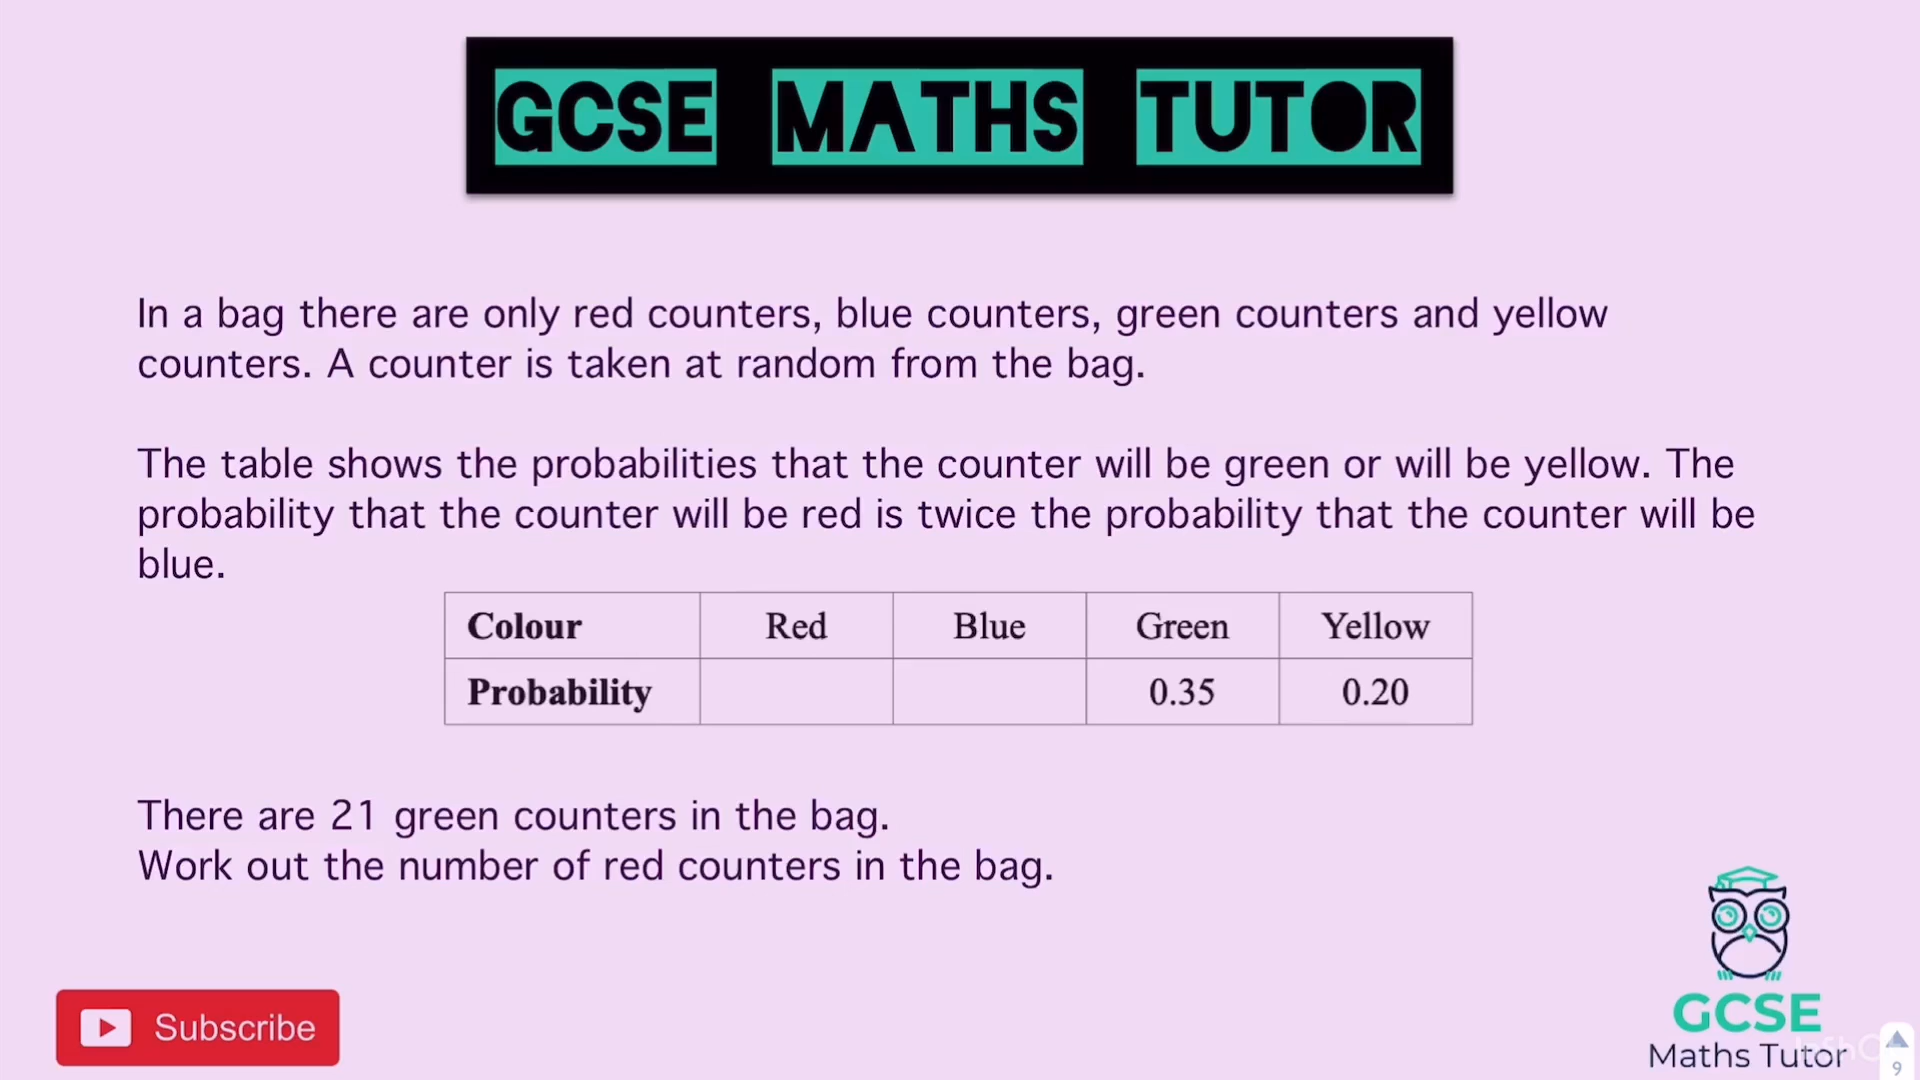 GCSE MATHS TUTOR
In a bag there are only red counters, blue counters, green counters and yellow
counters. A counter is taken at random from the bag.
The table shows the probabilities that the counter will be green or will be yellow. The
probability that the counter will be red is twice the probability that the counter will be
blue.
Colour Red Blue Green Yellow
Probability 0.35 0.20
There are 21 green counters in the bag.
Work out the number of red counters in the bag.
Subscribe
GCSE
Maths Tutor
9